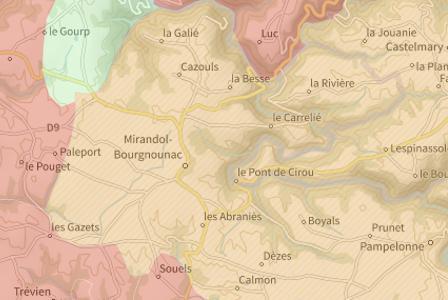 le Gourp
la Galié
Luc
la Jouanie
Castelmary
Cazouls
la Besse
la Rivière
la Plan
Fa
le Carrelié
D9
Mirandol-
Bourgnounac
Paleport
le Pouget
Lespinassol
le Pont de Cirou
le Bou
les Abraniès
Boyals
les Gazets
Prunet
Pampelonne
Dèzes
Souels
Calmon
Trévien